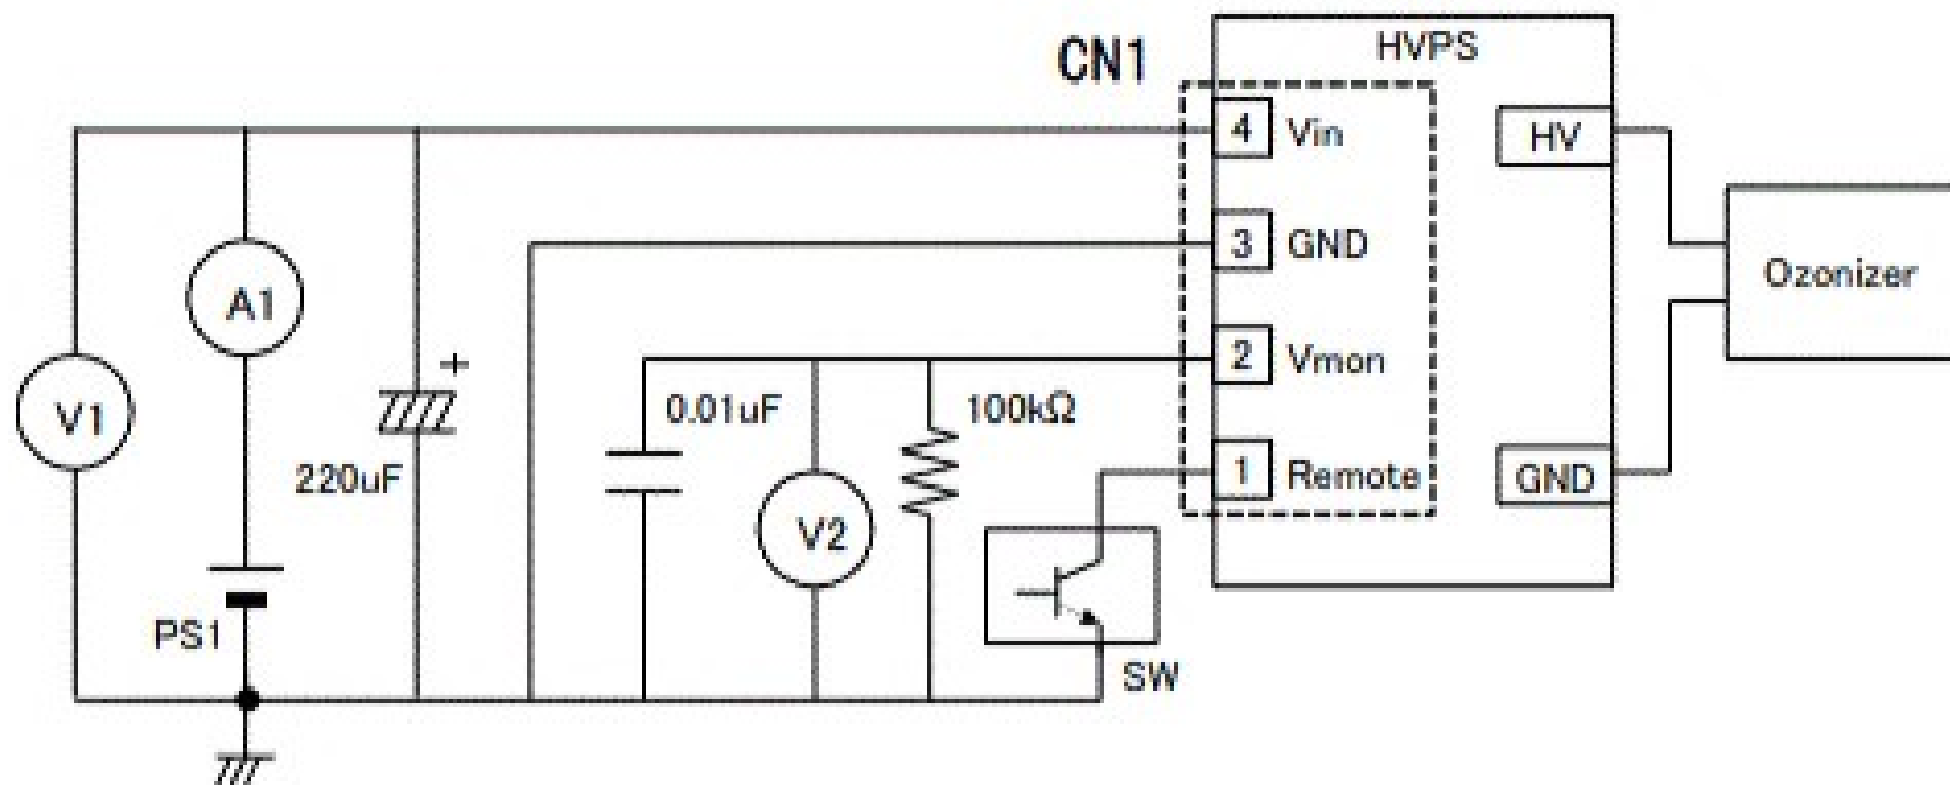 HVPS
CN1
4 Vin
HV
3 GND
A1
Ozonizer
+
2 Vmon
V1
0.01uF
100kΩ
220uF
1 Remote
GND
V2
PS1
SW